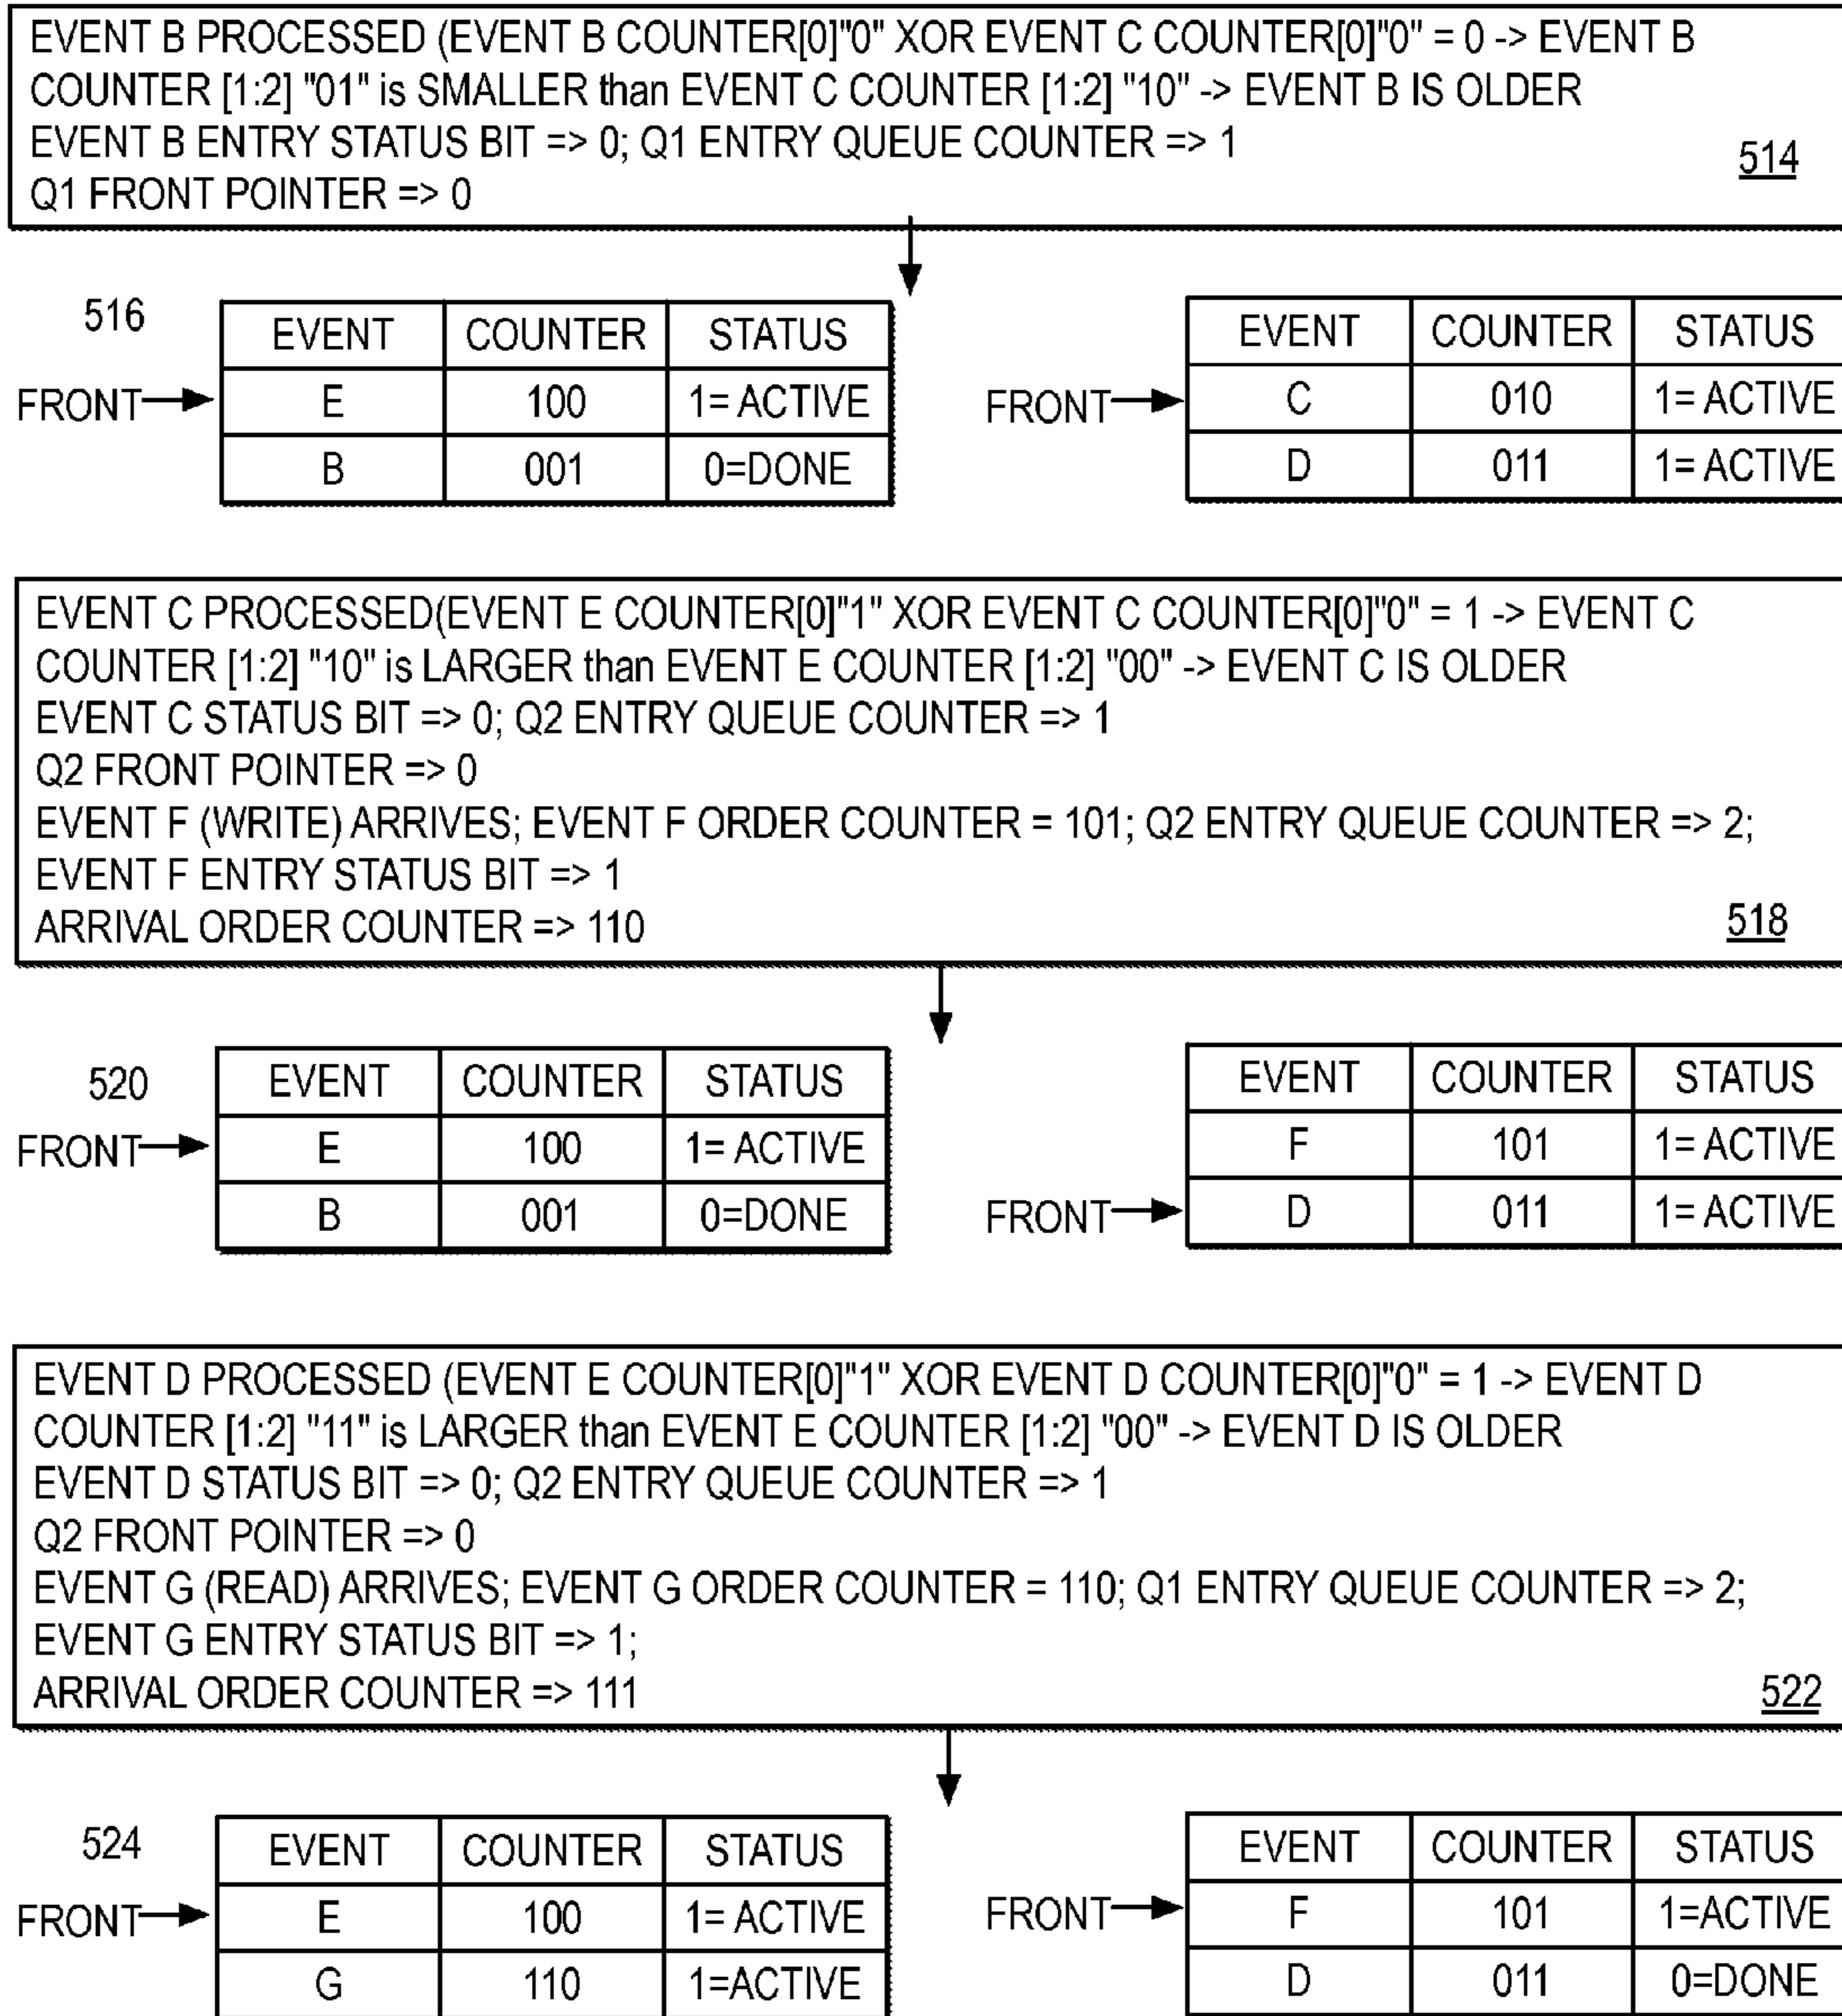 EVENT B PROCESSED (EVENT B COUNTER[0]"0" XOR EVENT C COUNTER[0]"0" = 0 -> EVENT B
COUNTER [1:2] "01" is SMALLER than EVENT C COUNTER [1:2] "10" -> EVENT B IS OLDER
EVENT B ENTRY STATUS BIT => 0; Q1 ENTRY QUEUE COUNTER => 1
514
Q1 FRONT POINTER => 0
516
EVENT COUNTER STATUS
FRONT E 100 1= ACTIVE
B 001 0=DONE
EVENT COUNTER STATUS
FRONT C 010 1= ACTIVE
D 011 1= ACTIVE
EVENT C PROCESSED(EVENT E COUNTER[0]"1" XOR EVENT C COUNTER[0]"0" = 1 -> EVENT C
COUNTER [1:2] "10" is LARGER than EVENT E COUNTER [1:2] "00" -> EVENT C IS OLDER
EVENT C STATUS BIT => 0; Q2 ENTRY QUEUE COUNTER => 1
Q2 FRONT POINTER => 0
EVENT F (WRITE) ARRIVES; EVENT F ORDER COUNTER = 101; Q2 ENTRY QUEUE COUNTER => 2;
EVENT F ENTRY STATUS BIT => 1
ARRIVAL ORDER COUNTER => 110
518
520
EVENT COUNTER STATUS
FRONT E 100 1= ACTIVE
B 001 0=DONE
EVENT COUNTER STATUS
F 101 1= ACTIVE
FRONT D 011 1= ACTIVE
EVENT D PROCESSED (EVENT E COUNTER[0]"1" XOR EVENT D COUNTER[0]"0" = 1 -> EVENT D
COUNTER [1:2] "11" is LARGER than EVENT E COUNTER [1:2] "00" -> EVENT D IS OLDER
EVENT D STATUS BIT => 0; Q2 ENTRY QUEUE COUNTER => 1
Q2 FRONT POINTER => 0
EVENT G (READ) ARRIVES; EVENT G ORDER COUNTER = 110; Q1 ENTRY QUEUE COUNTER => 2;
EVENT G ENTRY STATUS BIT => 1;
ARRIVAL ORDER COUNTER => 111
522
524
EVENT COUNTER STATUS
FRONT E 100 1= ACTIVE
G 110 1=ACTIVE
EVENT COUNTER STATUS
FRONT F 101 1=ACTIVE
D 011 0=DONE